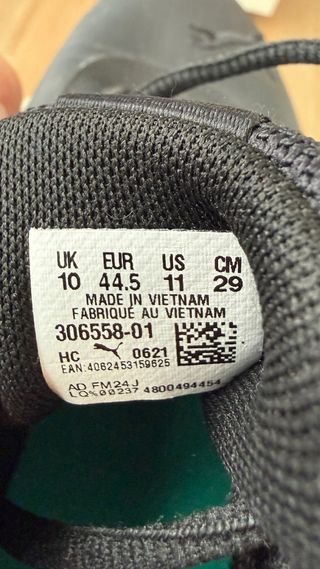 UK EUR US CM
10 44.5 11 29
MADE IN VIETNAM
FABRIQUÉ AU VIETNAM
306558-01
HC 0621
EAN:4062453159625
AD FM24J
LQ%00237 4800494454